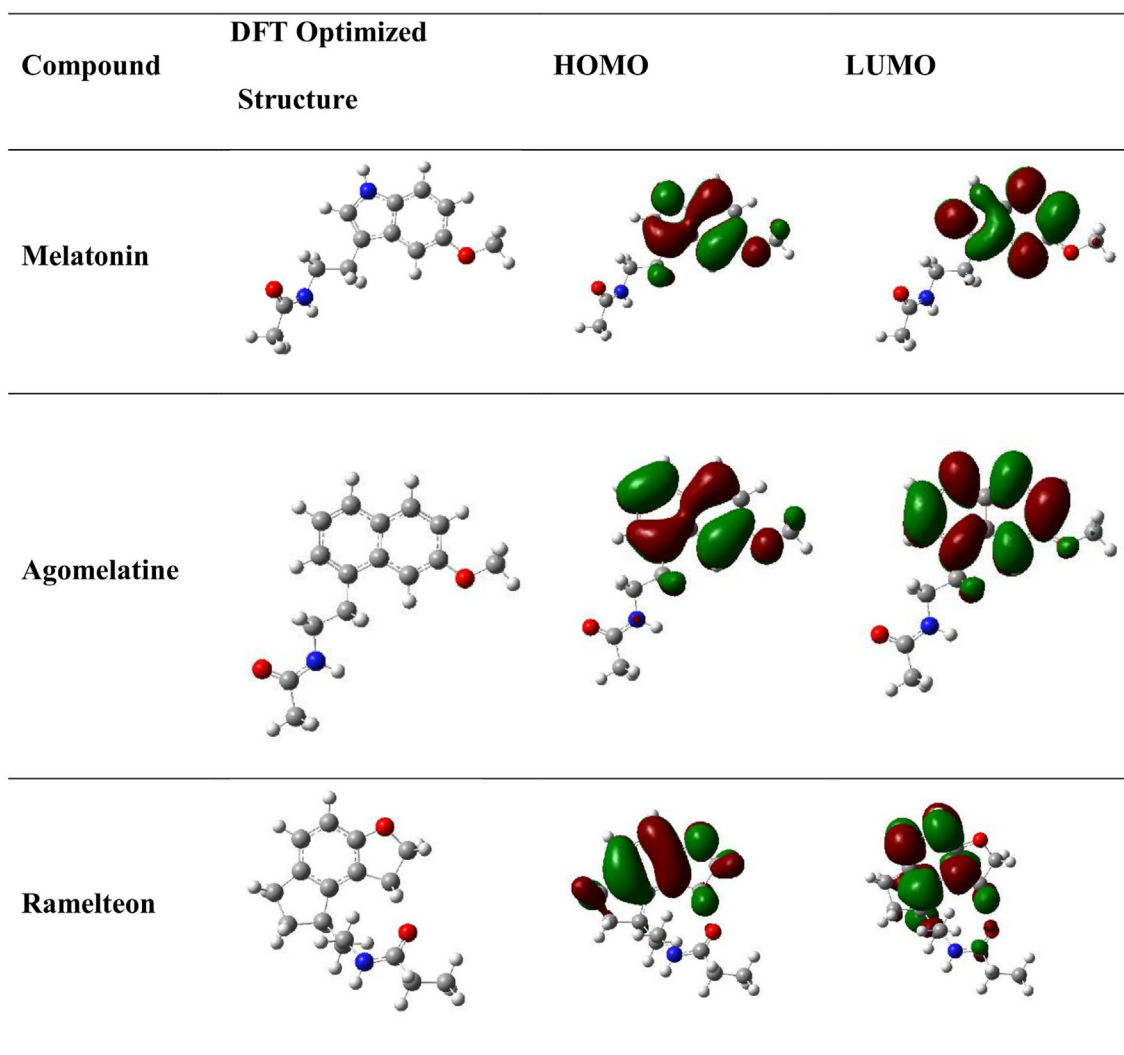 DFT Optimized
Compound HOMO LUMO
Structure
Melatonin
Agomelatine
Ramelteon